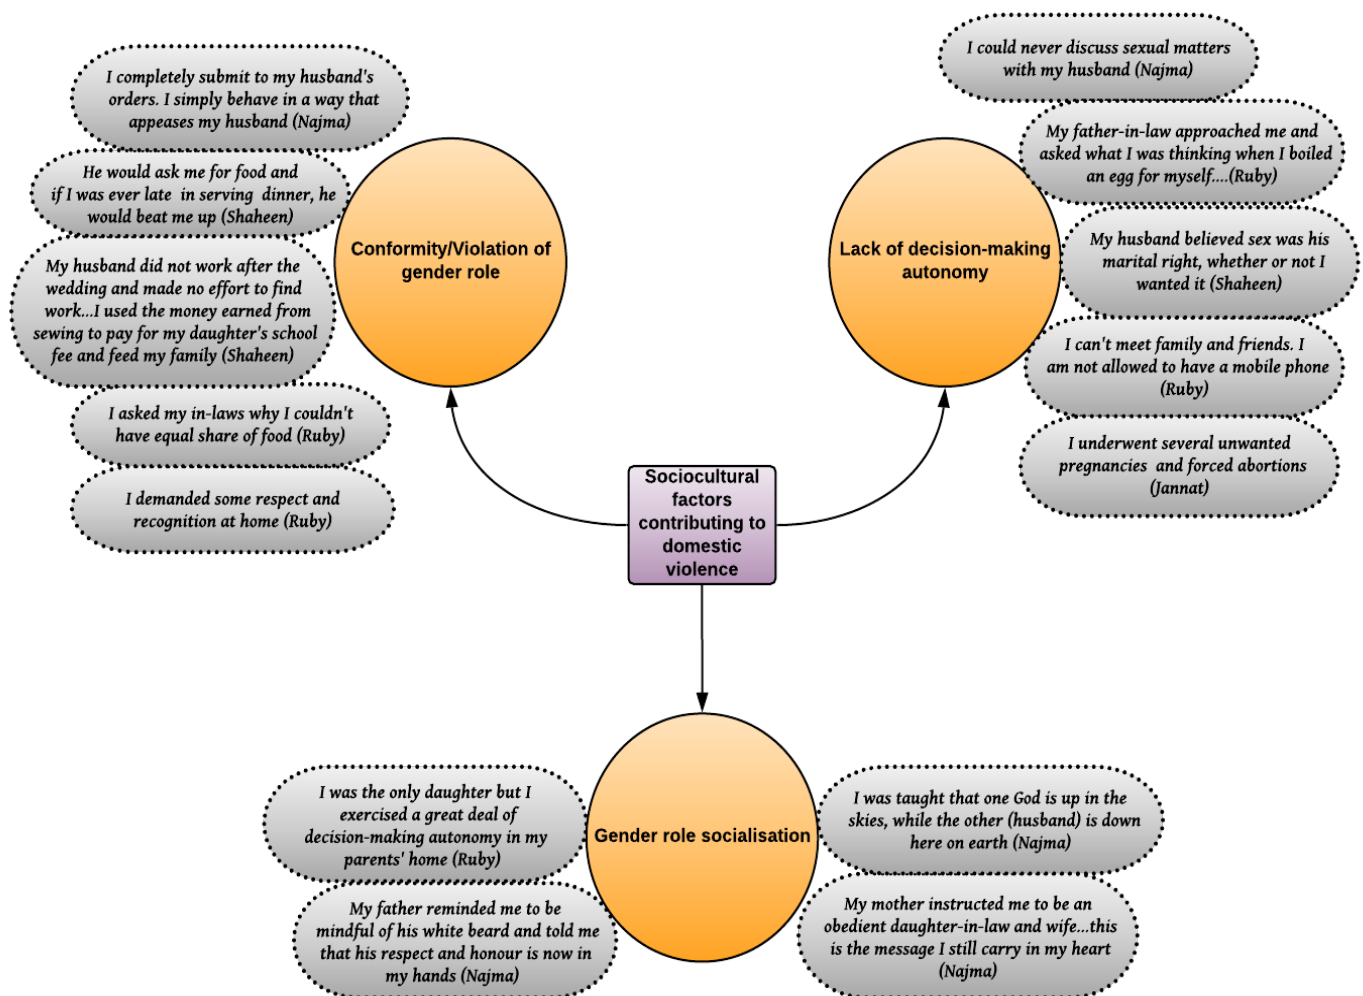 I completely submit to my husband's
orders. I simply behave in a way that
appeases my husband (Najma)
He would ask me for food and
if I was ever late in serving dinner, he
would beat me up (Shaheen)
My husband did not work after the
wedding and made no effort to find
work...I used the money earned from
sewing to pay for my daughter's school
fee and feed my family (Shaheen)
I asked my in-laws why I couldn't
have equal share of food (Ruby)
I demanded some respect and
recognition at home (Ruby)
Conformity/Violation of
gender role
I could never discuss sexual matters
with my husband (Najma)
My father-in-law approached me and
asked what I was thinking when I boiled
an egg for myself....(Ruby)
My husband believed sex was his
marital right, whether or not I
wanted it (Shaheen)
I can't meet family and friends. I
am not allowed to have a mobile phone
(Ruby)
I underwent several unwanted
pregnancies and forced abortions
(Jannat)
Lack of decision-making
autonomy
Sociocultural
factors
contributing to
domestic
violence
I was the only daughter but I
exercised a great deal of
decision-making autonomy in my
parents' home (Ruby)
My father reminded me to be
mindful of his white beard and told me
that his respect and honour is now in
my hands (Najma)
Gender role socialisation
I was taught that one God is up in the
skies, while the other (husband) is down
here on earth (Najma)
My mother instructed me to be an
obedient daughter-in-law and wife...this
is the message I still carry in my heart
(Najma)